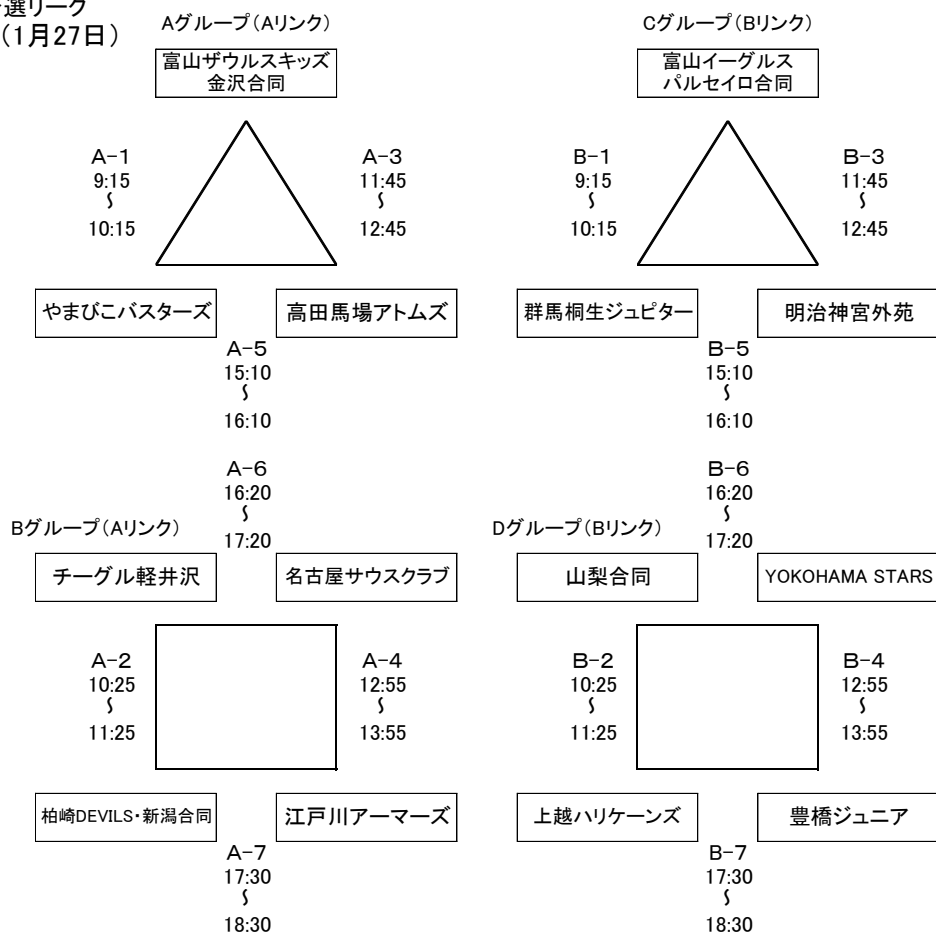 選リーグ
(1月27日)
Aグループ(Aリンク)
富山ザウルスキッズ
金沢合同
A-1
9:15
〜
10:15
A-3
11:45
〜
12:45
やまびこバスターズ
高田馬場アトムズ
A-5
15:10
〜
16:10
Cグループ(Bリンク)
富山イーグルス
パルセイロ合同
B-1
9:15
〜
10:15
B-3
11:45
〜
12:45
群馬桐生ジュピター
明治神宮外苑
B-5
15:10
〜
16:10
A-6
16:20
〜
17:20
Bグループ(Aリンク)
チーグル軽井沢
名古屋サウスクラブ
A-2
10:25
〜
11:25
A-4
12:55
〜
13:55
柏崎DEVILS・新潟合同
江戸川アーマーズ
A-7
17:30
〜
18:30
B-6
16:20
〜
17:20
Dグループ(Bリンク)
山梨合同
YOKOHAMA STARS
B-2
10:25
〜
11:25
B-4
12:55
〜
13:55
上越ハリケーンズ
豊橋ジュニア
B-7
17:30
〜
18:30